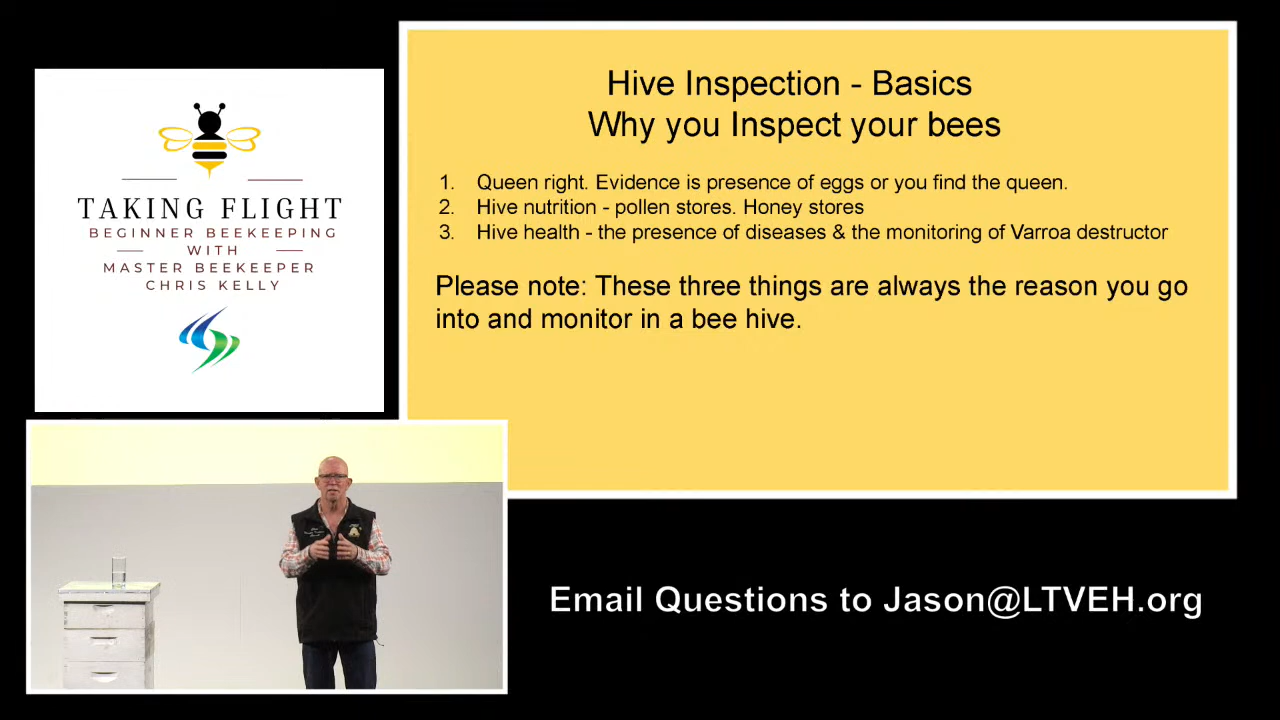 TAKING FLIGHT
BEGINNER BEEKEEPING
WITH
MASTER BEEKEEPER
CHRIS KELLY
Hive Inspection - Basics
Why you Inspect your bees
1. Queen right. Evidence is presence of eggs or you find the queen.
2. Hive nutrition - pollen stores. Honey stores
3. Hive health - the presence of diseases & the monitoring of Varroa destructor
Please note: These three things are always the reason you go
into and monitor in a bee hive.
Email Questions to Jason@LTVEH.org